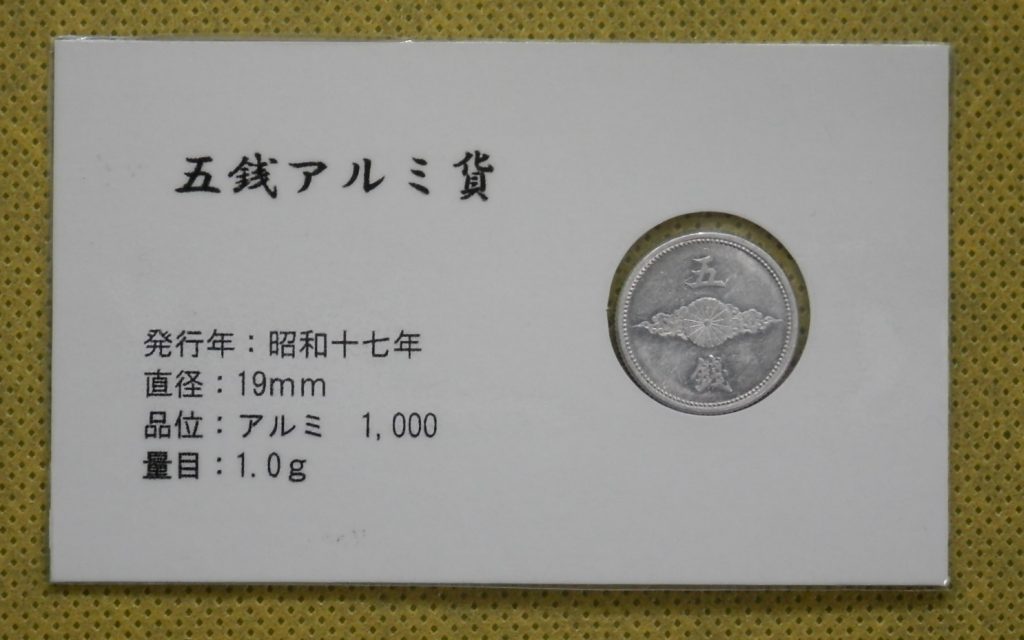 五銭アルミ貨
発行年：昭和十七年
直径：19mm
品位：アルミ　1,000
量目：1.0g
五
錢